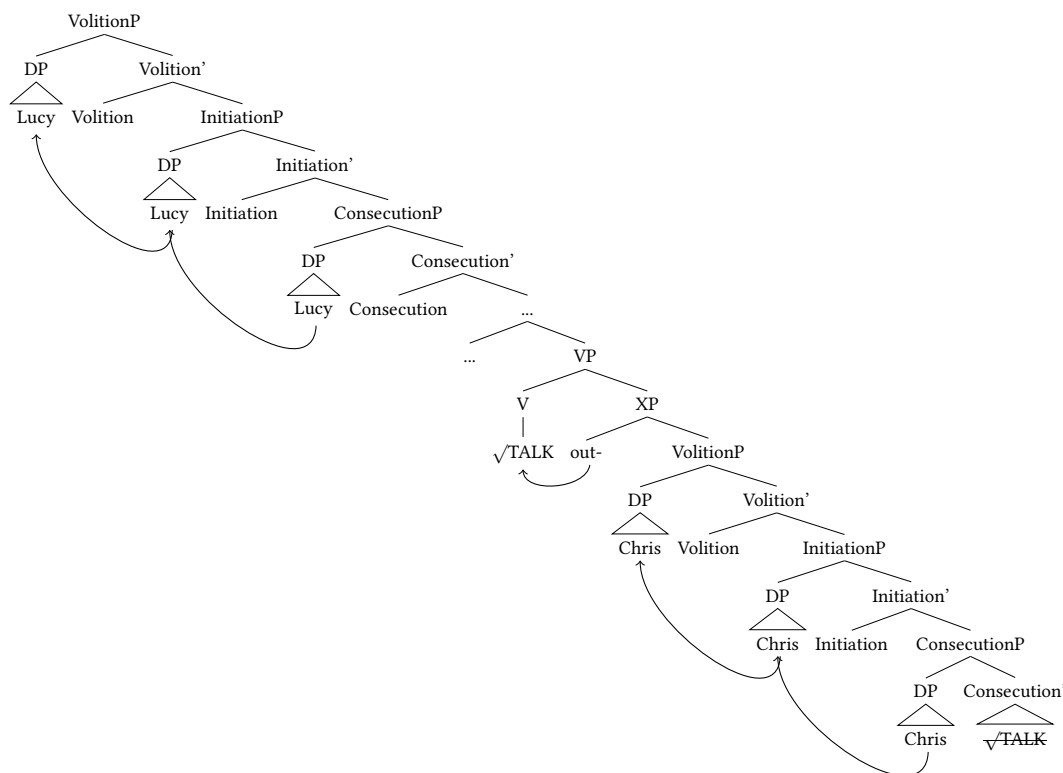 VolitionP
DP Volition'
Lucy Volition InitiationP
DP Initiation'
Lucy Initiation ConsecutionP
DP Consecution'
Lucy Consecution ...
... VP
V XP
√TALK out- VolitionP
DP Volition'
Chris Volition InitiationP
DP Initiation'
Chris Initiation ConsecutionP
DP Consecution'
Chris √TALK